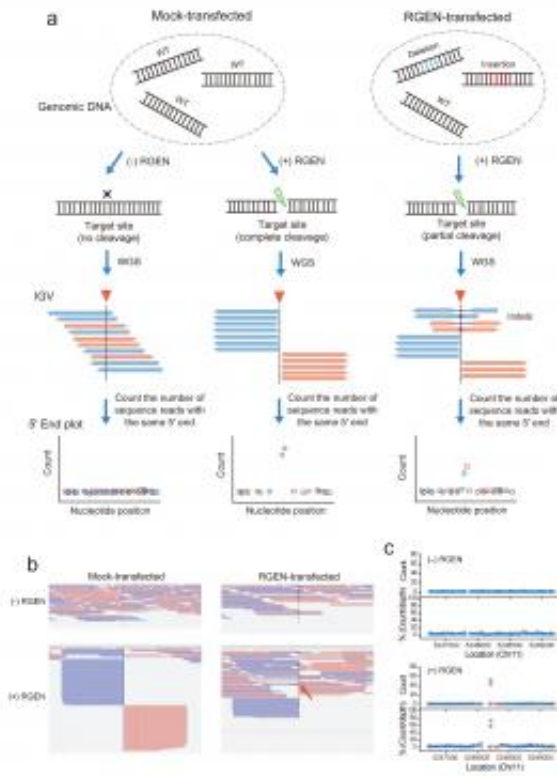 a
Mock-transfected
RGEN-transfected
WT
WT
WT
Deletion
Insertion
WT
Genomic DNA
(-) RGEN
(+) RGEN
(+) RGEN
Target site
(no cleavage)
Target site
(complete cleavage)
Target site
(partial cleavage)
WGS
WGS
WGS
IGV
Indels
Count the number of
sequence reads with
the same 5' end
Count the number of
sequence reads with
the same 5' end
Count the number of
sequence reads with
the same 5' end
5' End plot
Count
Count
Count
Nucleotide position
Nucleotide position
Nucleotide position
b
Mock-transfected
RGEN-transfected
(-) RGEN
(+) RGEN
c
(-) RGEN
Count
% (Count/depth)
Location (Chr11)
(+) RGEN
Count
% (Count/depth)
Location (Chr11)